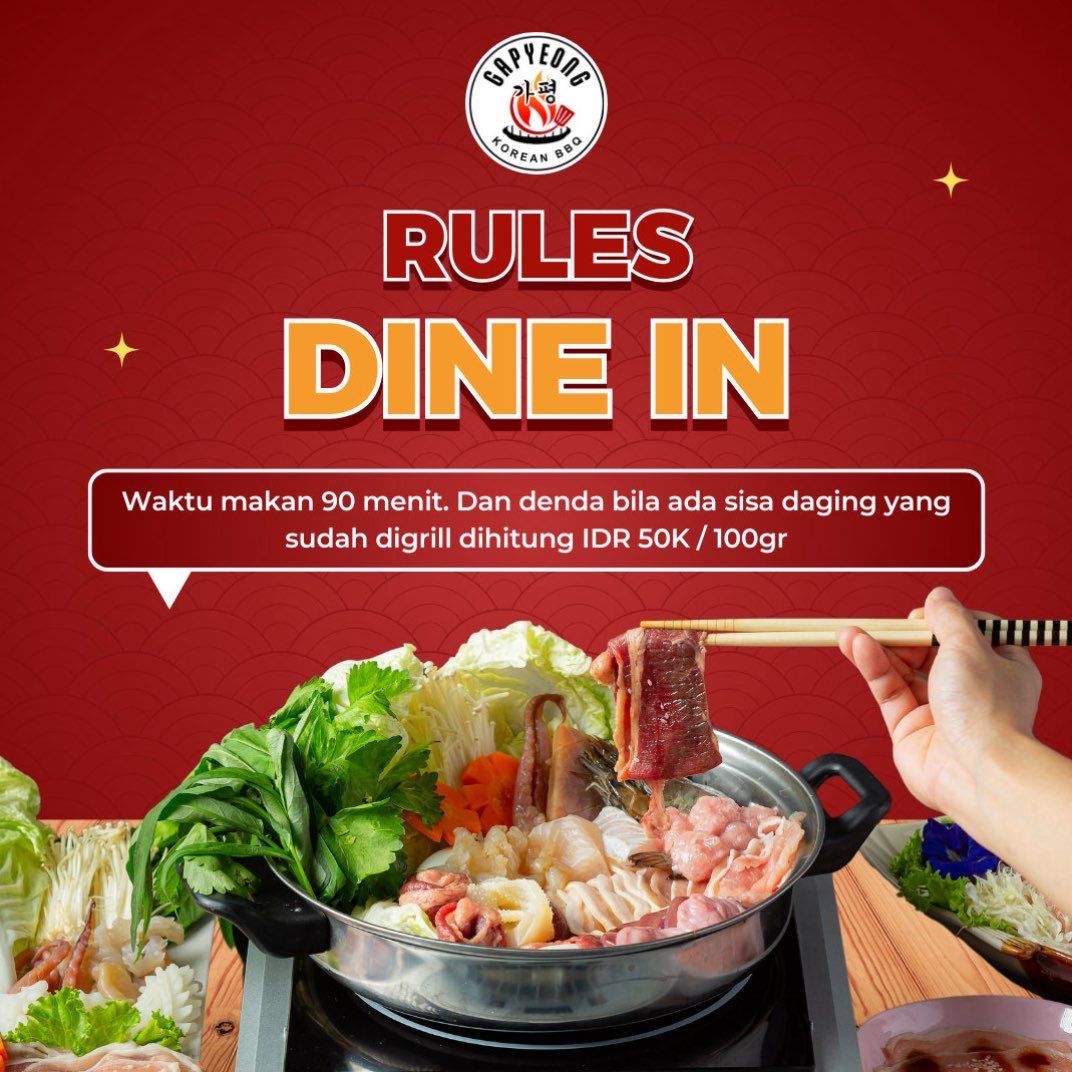 GAPYEONG
가평
KOREAN BBQ
RULES
DINE IN
Waktu makan 90 menit. Dan denda bila ada sisa daging yang
sudah digrill dihitung IDR 50K / 100gr